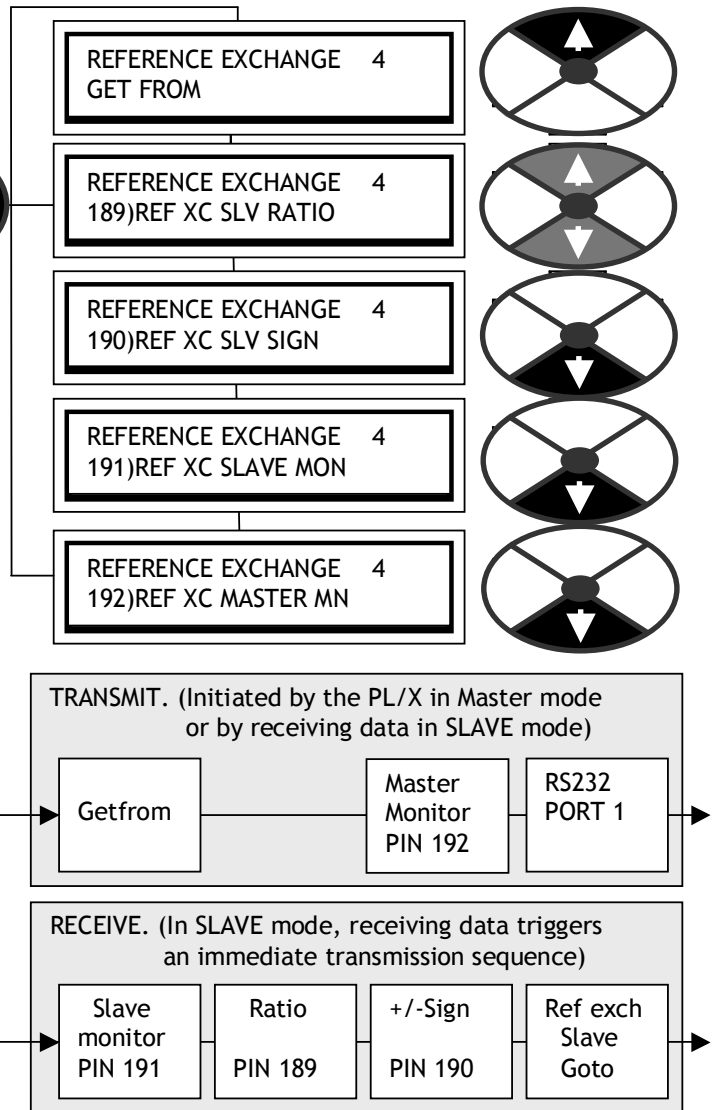 REFERENCE EXCHANGE 4
GET FROM
REFERENCE EXCHANGE 4
189)REF XC SLV RATIO
REFERENCE EXCHANGE 4
190)REF XC SLV SIGN
REFERENCE EXCHANGE 4
191)REF XC SLAVE MON
REFERENCE EXCHANGE 4
192)REF XC MASTER MN
TRANSMIT. (Initiated by the PL/X in Master mode
or by receiving data in SLAVE mode)
Getfrom
Master
Monitor
PIN 192
RS232
PORT 1
RECEIVE. (In SLAVE mode, receiving data triggers
an immediate transmission sequence)
Slave
monitor
PIN 191
Ratio
PIN 189
+/-Sign
PIN 190
Ref exch
Slave
Goto